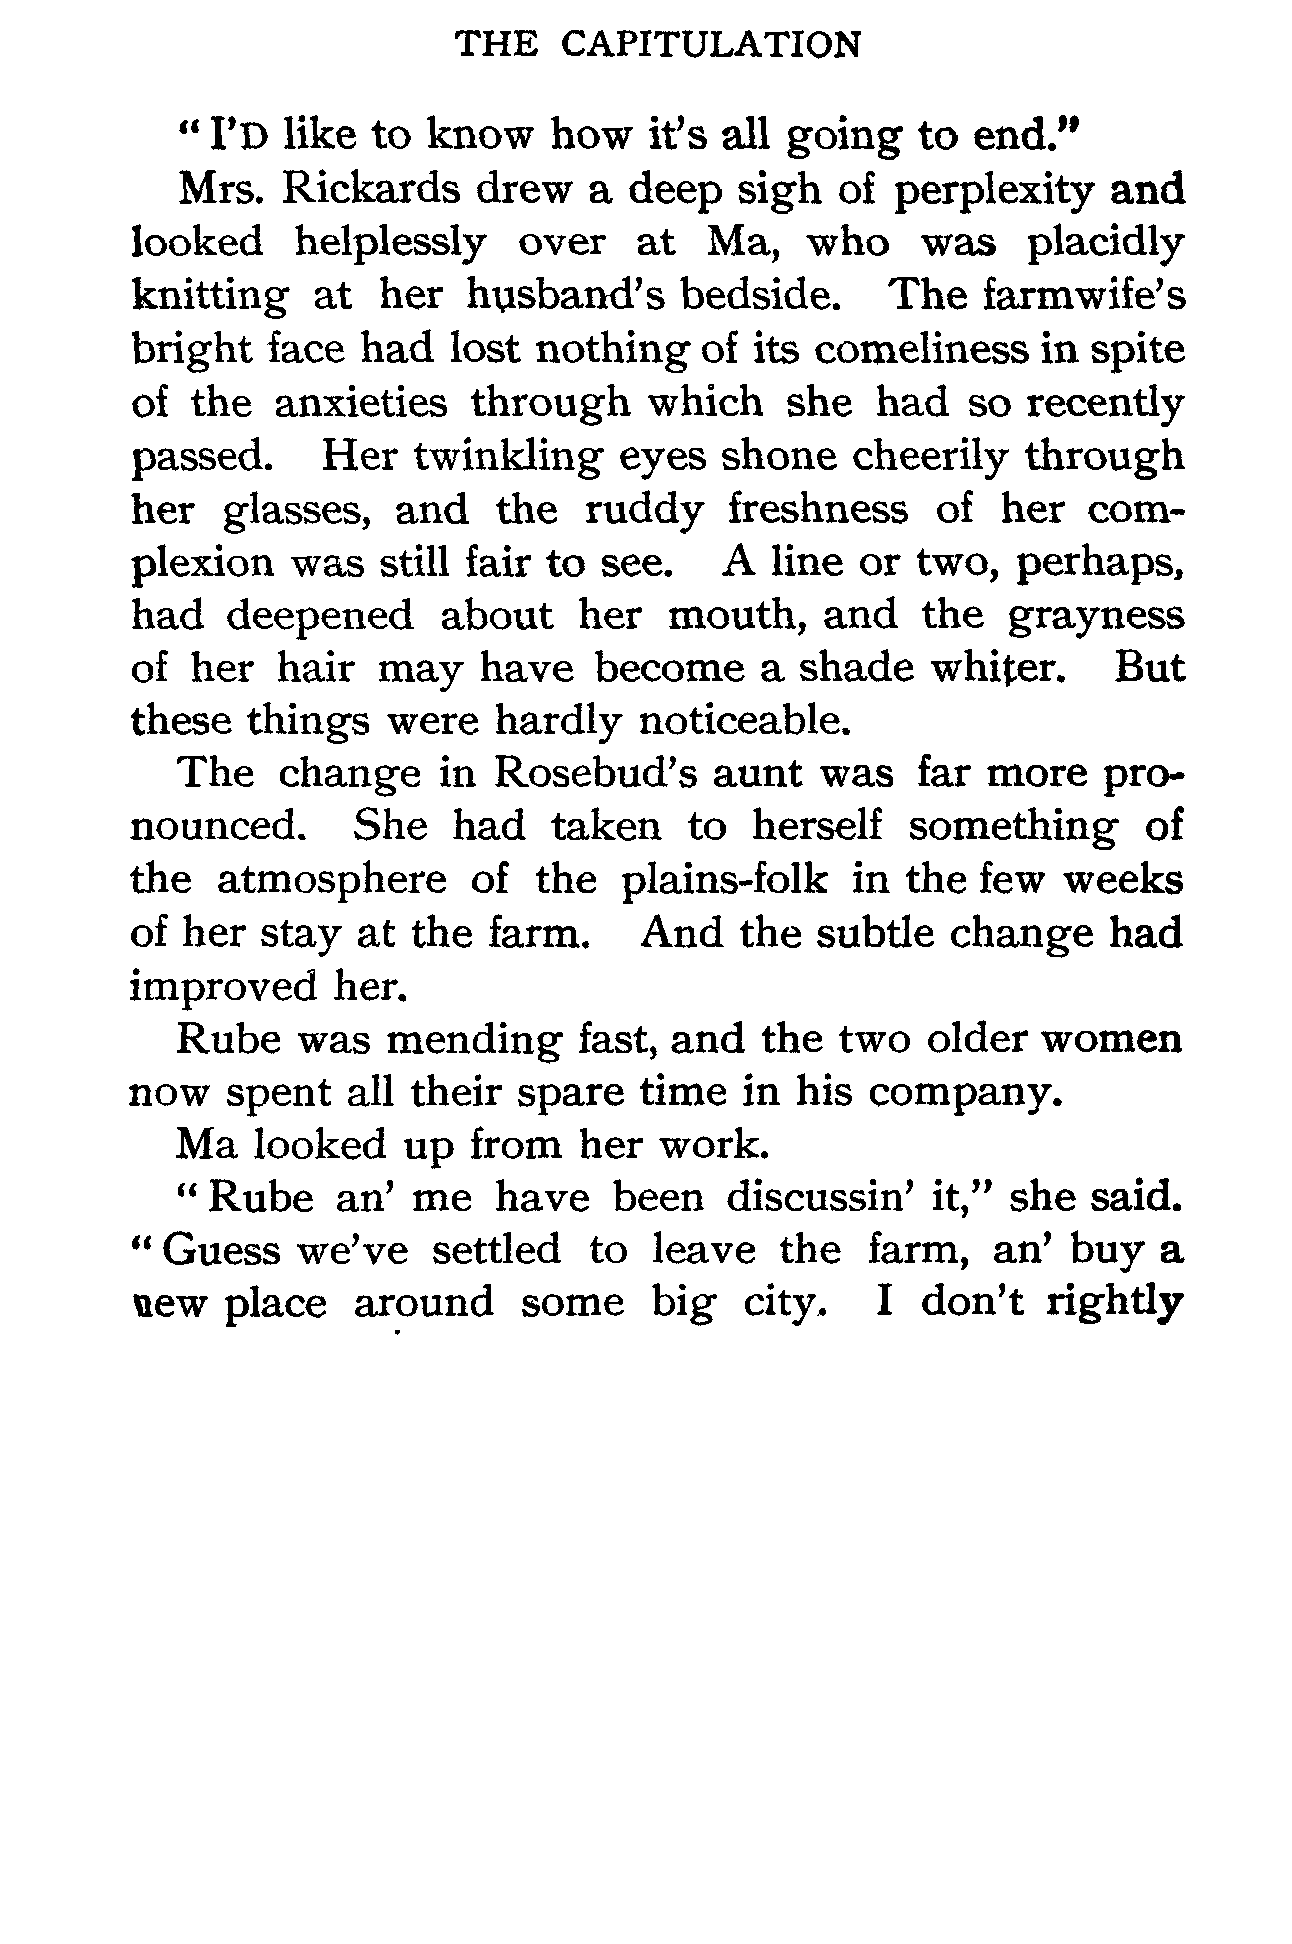 THE CAPITULATION
“ I’D like to know how it’s all going to end.”
Mrs. Rickards drew a deep sigh of perplexity and
looked helplessly over at Ma, who was placidly
knitting at her husband’s bedside. The farmwife’s
bright face had lost nothing of its comeliness in spite
of the anxieties through which she had so recently
passed. Her twinkling eyes shone cheerily through
her glasses, and the ruddy freshness of her com-
plexion was still fair to see. A line or two, perhaps,
had deepened about her mouth, and the grayness
of her hair may have become a shade whiter. But
these things were hardly noticeable.
The change in Rosebud’s aunt was far more pro-
nounced. She had taken to herself something of
the atmosphere of the plains-folk in the few weeks
of her stay at the farm. And the subtle change had
improved her.
Rube was mending fast, and the two older women
now spent all their spare time in his company.
Ma looked up from her work.
“ Rube an’ me have been discussin’ it,” she said.
“ Guess we’ve settled to leave the farm, an’ buy a
new place around some big city. I don’t rightly